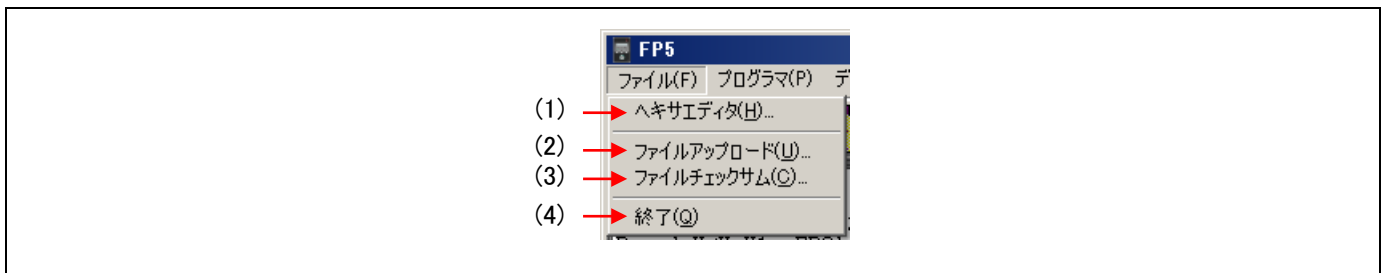 FP5
ファイル(F) プログラマ(P) デ
(1) ヘキサエディタ(H)...
(2) ファイルアップロード(U)...
(3) ファイルチェックサム(C)...
(4) 終了(Q)